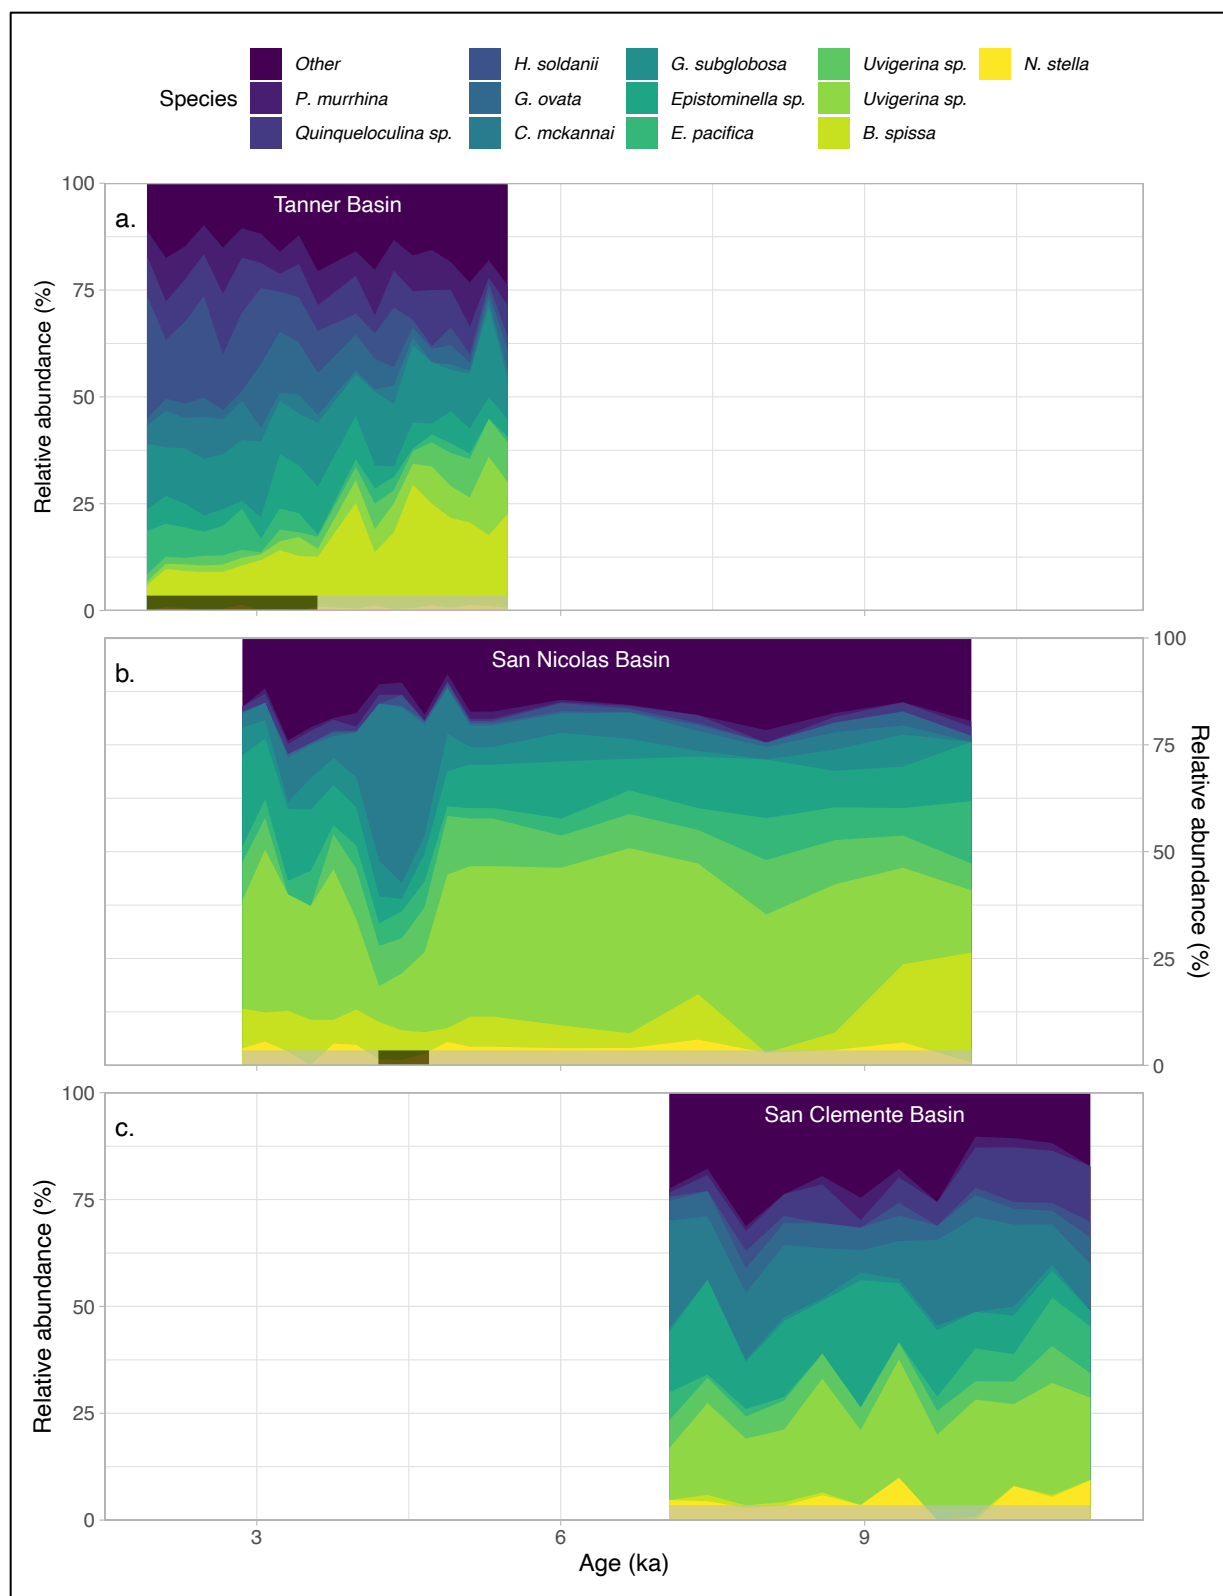 Species
Other
P. murrhina
Quinqueloculina sp.
H. soldanii
G. ovata
C. mckannai
G. subglobosa
Epistominella sp.
E. pacifica
Uvigerina sp.
Uvigerina sp.
B. spissa
N. stella
a.
Tanner Basin
Relative abundance (%)
100
75
50
25
0
b.
San Nicolas Basin
Relative abundance (%)
100
75
50
25
0
c.
San Clemente Basin
Relative abundance (%)
100
75
50
25
0
3
6
9
Age (ka)